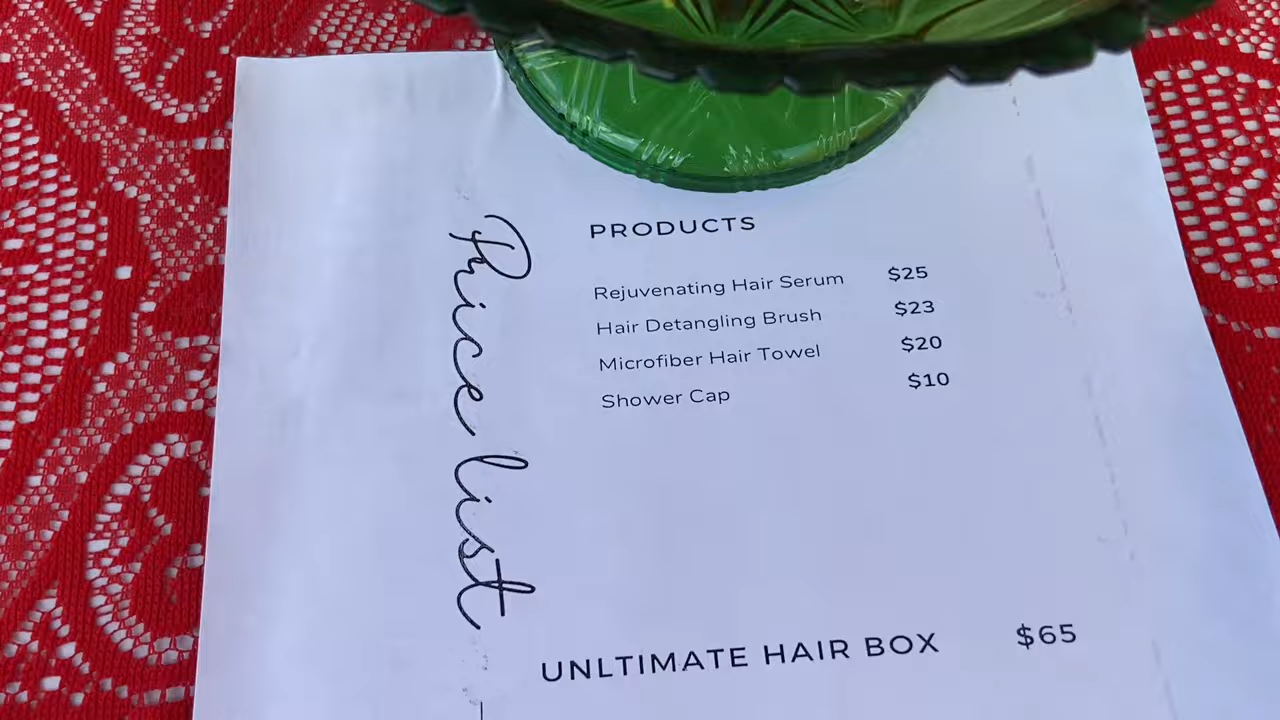 Price list
PRODUCTS
Rejuvenating Hair Serum $25
Hair Detangling Brush $23
Microfiber Hair Towel $20
Shower Cap $10
UNLTIMATE HAIR BOX $65